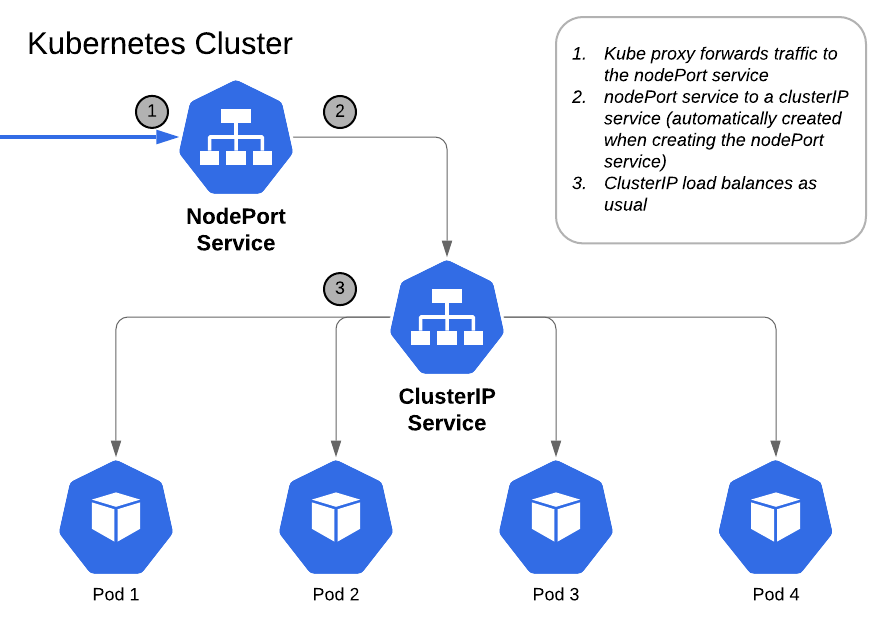 Kubernetes Cluster
1. Kube proxy forwards traffic to
the nodePort service
2. nodePort service to a clusterIP
service (automatically created
when creating the nodePort
service)
3. ClusterIP load balances as
usual
1
2
NodePort
Service
3
ClusterIP
Service
Pod 1
Pod 2
Pod 3
Pod 4